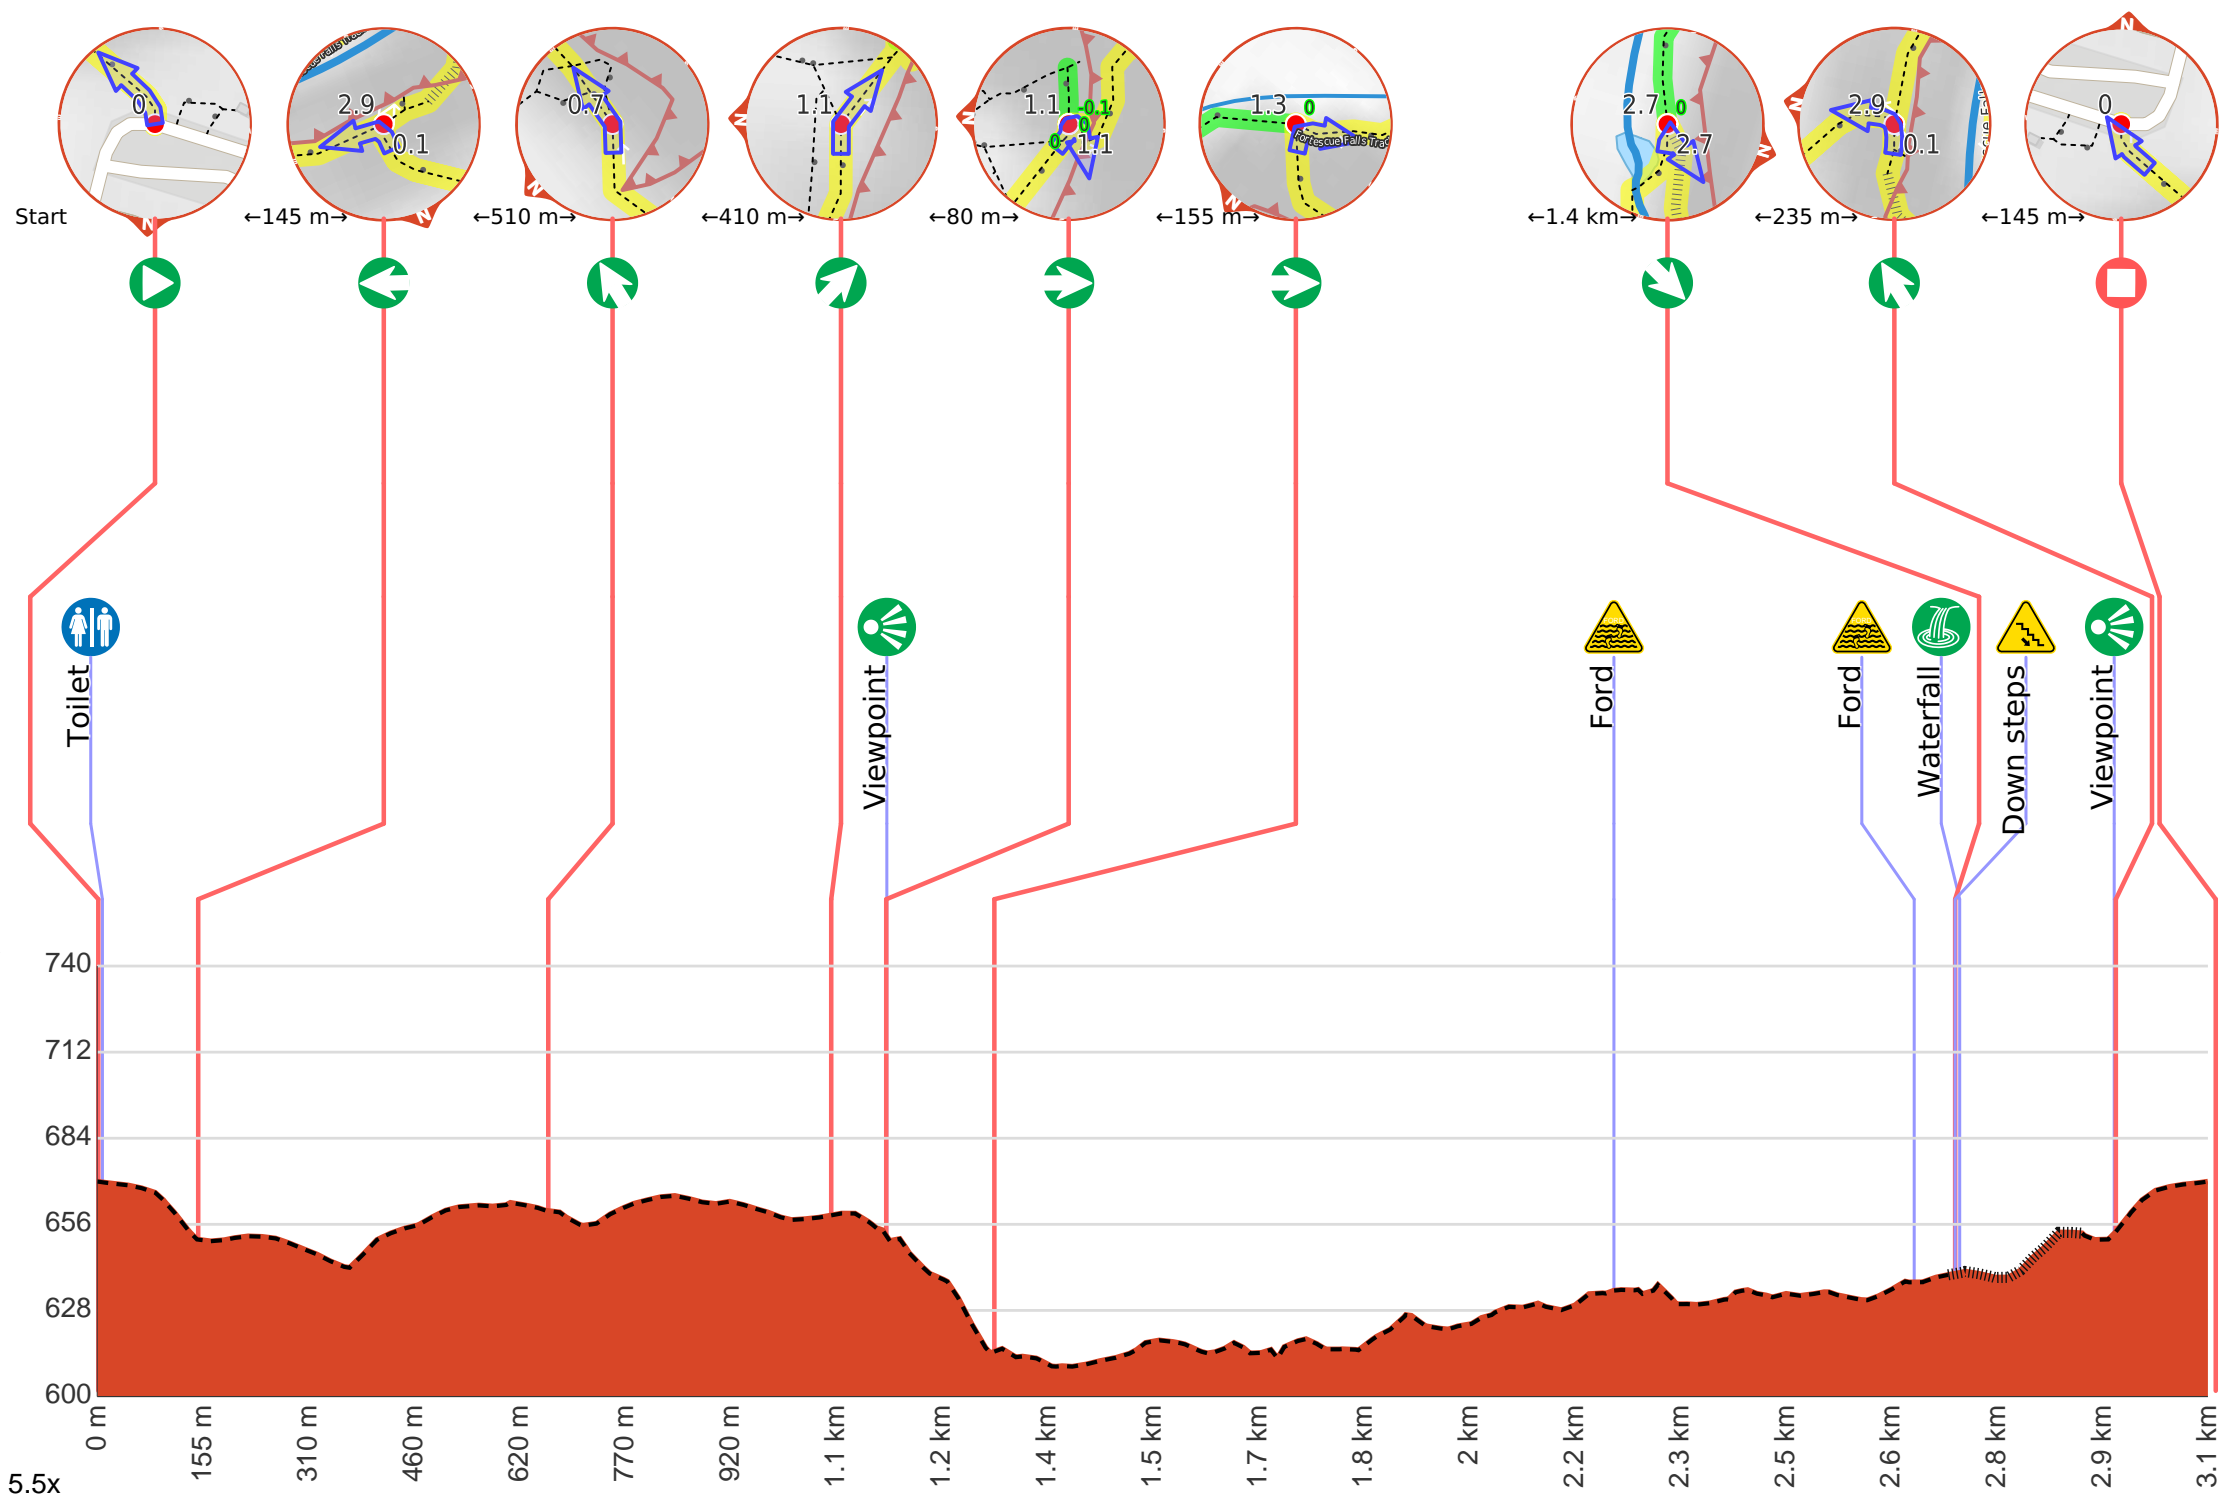 N
0
2.9
0.1
N
0.7
N
1.1
N
1.1
-0.1
0
0
1.1
N
1.3
0
Fortescue Falls Trac
N
2.7
0
2.7
N
2.9
0.1
scue Fal
N
0
N
Start
←145 m→
←510 m→
←410 m→
←80 m→
←155 m→
←1.4 km→
←235 m→
←145 m→
Toilet
Viewpoint
Ford
Ford
Waterfall
Down steps
Viewpoint
740
712
684
656
628
600
0 m
155 m
310 m
460 m
620 m
770 m
920 m
1.1 km
1.2 km
1.4 km
1.5 km
1.7 km
1.8 km
2 km
2.2 km
2.3 km
2.5 km
2.6 km
2.8 km
2.9 km
3.1 km
5.5x